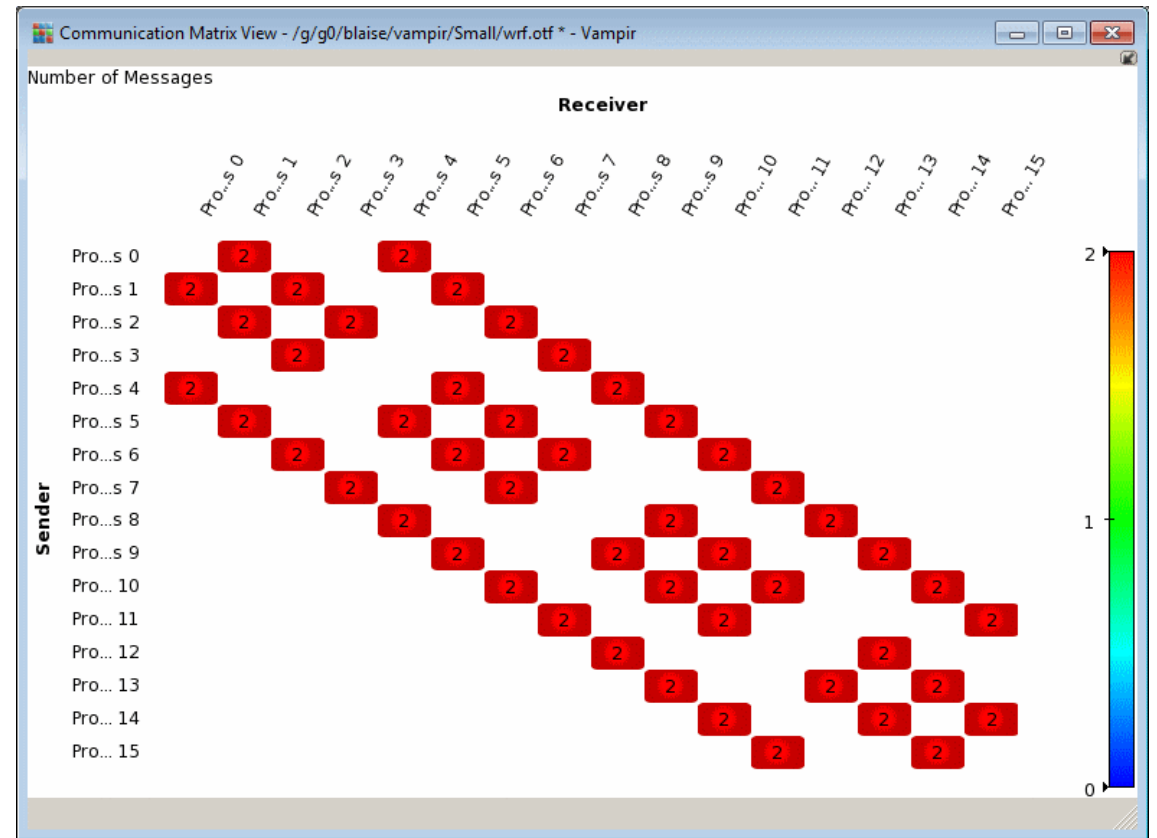 Communication Matrix View - /g/g0/blaise/vampir/Small/wrf.otf * - Vampir
Number of Messages
Receiver
Pro...s 0 Pro...s 1 Pro...s 2 Pro...s 3 Pro...s 4 Pro...s 5 Pro...s 6 Pro...s 7 Pro...s 8 Pro...s 9 Pro... 10 Pro... 11 Pro... 12 Pro... 13 Pro... 14 Pro... 15
Sender
Pro...s 0 2 2
Pro...s 1 2 2 2
Pro...s 2 2 2 2
Pro...s 3 2 2
Pro...s 4 2 2 2
Pro...s 5 2 2 2 2
Pro...s 6 2 2 2 2
Pro...s 7 2 2 2
Pro...s 8 2 2 2
Pro...s 9 2 2 2 2
Pro... 10 2 2 2 2
Pro... 11 2 2 2
Pro... 12 2 2
Pro... 13 2 2 2
Pro... 14 2 2 2
Pro... 15 2 2
2
1
0